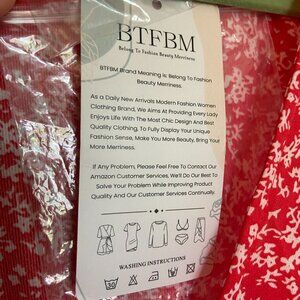 BTFBM
Belong To Fashion Beauty Merriness
BTFBM Brand Meaning is: Belong To Fashion
Beauty Merriness.
As a Daily New Arrivals Modern Fashion Women
Clothing Brand, We Aims At Providing Every Lady
Enjoys Life With The Most Chic Design And Best
Quality Clothing, To Fully Display Your Unique
Fashion Sense, Make You More Beauty, Bring You
More Merriness.
If Any Problem, Please Feel Free To Contact Our
Amazon Customer Services, We'll Do Our Best To
Solve Your Problem While Improving Product
Quality And Our Customer Services Continually.
WASHING INSTRUCTIONS
30